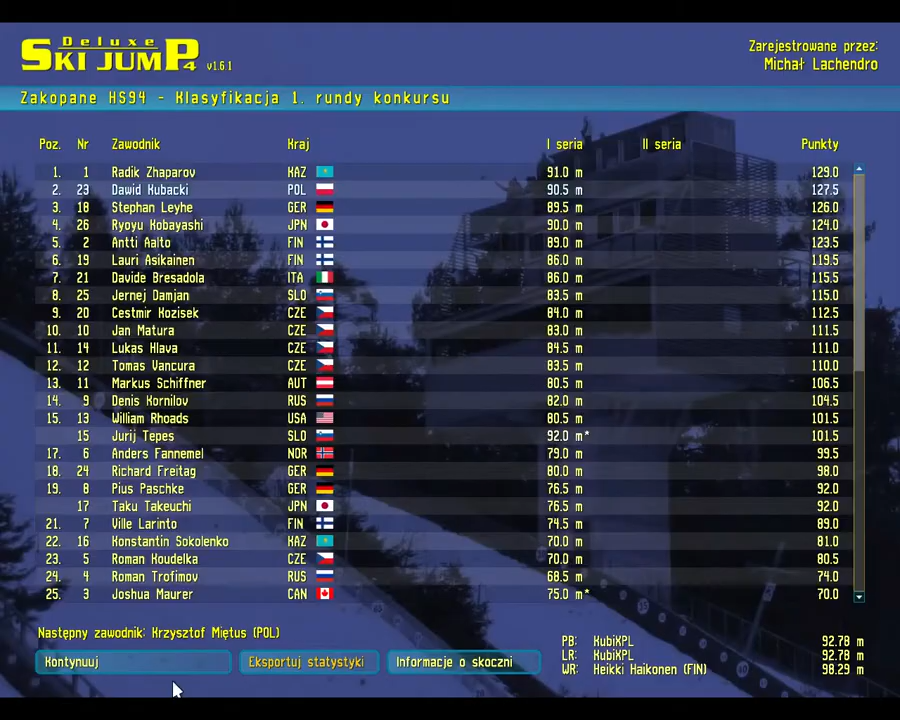 Deluxe
SKI JUMP 4 v1.6.1
Zarejestrowane przez:
Michał Lachendro
Zakopane HS94 - Klasyfikacja 1. rundy konkursu
Poz. Nr Zawodnik Kraj I seria II seria Punkty
1. 1 Radik Zhaparov KAZ 91.0 m 129.0
2. 23 Dawid Kubacki POL 90.5 m 127.5
3. 18 Stephan Leyhe GER 89.5 m 126.0
4. 26 Ryoyu Kobayashi JPN 90.0 m 124.0
5. 2 Antti Aalto FIN 89.0 m 123.5
6. 19 Lauri Asikainen FIN 86.0 m 119.5
7. 21 Davide Bresadola ITA 86.0 m 115.5
8. 25 Jernej Damjan SLO 83.5 m 115.0
9. 20 Cestmir Kozisek CZE 84.0 m 112.5
10. 10 Jan Matura CZE 83.0 m 111.5
11. 14 Lukas Hlava CZE 84.5 m 111.0
12. 12 Tomas Vancura CZE 83.5 m 110.0
13. 11 Markus Schiffner AUT 80.5 m 106.5
14. 9 Denis Kornilov RUS 82.0 m 104.5
15. 13 William Rhoads USA 80.5 m 101.5
15 Jurij Tepes SLO 92.0 m* 101.5
17. 6 Anders Fannemel NOR 79.0 m 99.5
18. 24 Richard Freitag GER 80.0 m 98.0
19. 8 Pius Paschke GER 76.5 m 92.0
17 Taku Takeuchi JPN 76.5 m 92.0
21. 7 Ville Larinto FIN 74.5 m 89.0
22. 16 Konstantin Sokolenko KAZ 70.0 m 81.0
23. 5 Roman Koudelka CZE 70.0 m 80.5
24. 4 Roman Trofimov RUS 68.5 m 74.0
25. 3 Joshua Maurer CAN 75.0 m* 70.0
Następny zawodnik: Krzysztof Miętus (POL)
Kontynuuj Eksportuj statystyki Informacje o skoczni
PB: KubiXPL 92.78 m
LR: KubiXPL 92.78 m
WR: Heikki Haikonen (FIN) 98.29 m